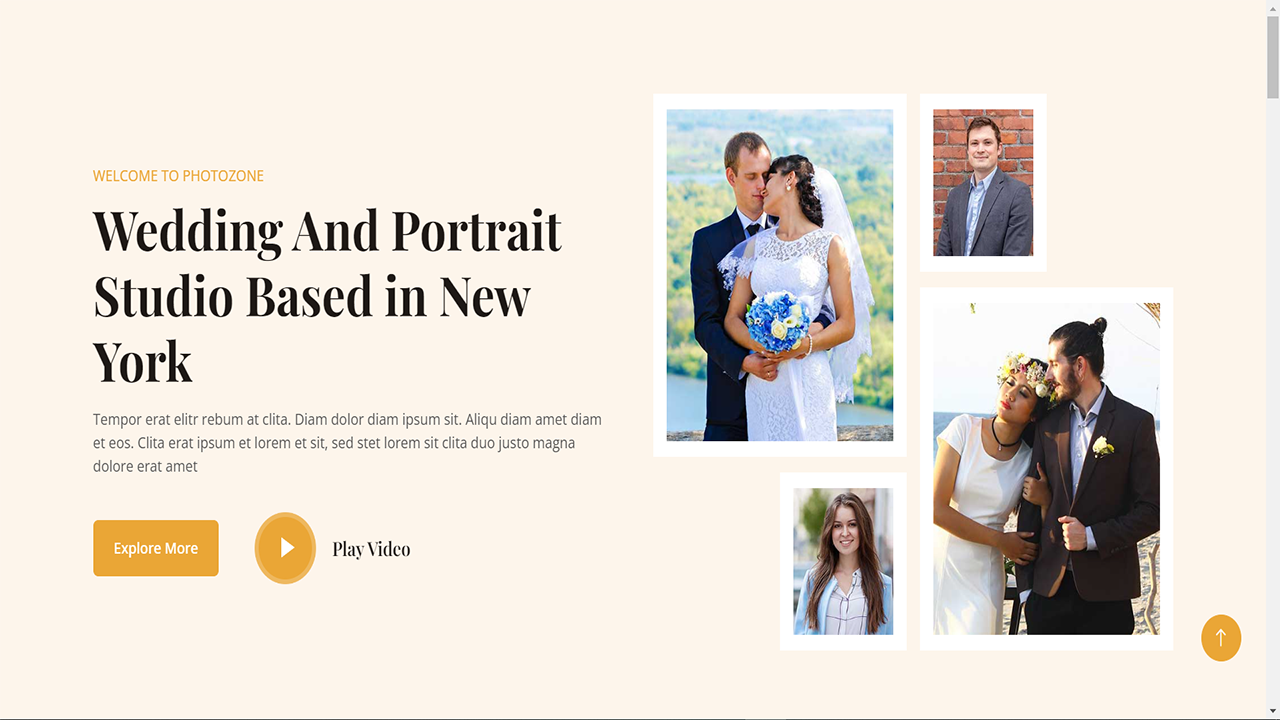 WELCOME TO PHOTOZONE
Wedding And Portrait
Studio Based in New
York
Tempor erat elitr rebum at clita. Diam dolor diam ipsum sit. Aliqu diam amet diam
et eos. Clita erat ipsum et lorem et sit, sed stet lorem sit clita duo justo magna
dolore erat amet
Explore More
Play Video